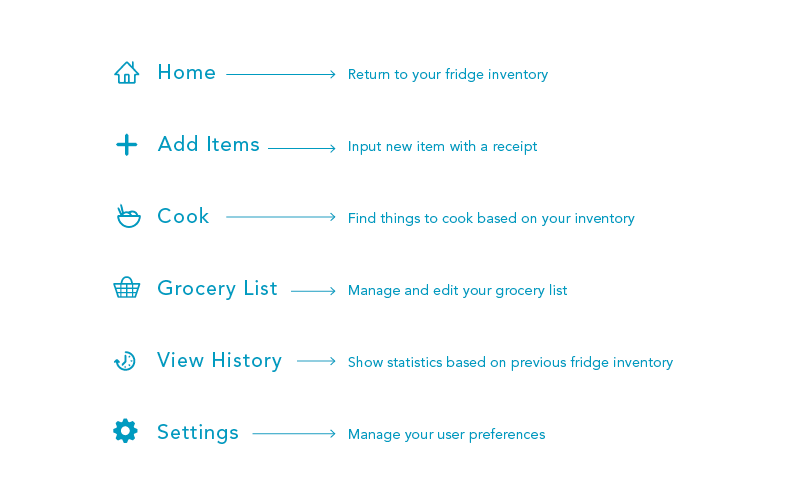 Home Return to your fridge inventory
Add Items Input new item with a receipt
Cook Find things to cook based on your inventory
Grocery List Manage and edit your grocery list
View History Show statistics based on previous fridge inventory
Settings Manage your user preferences